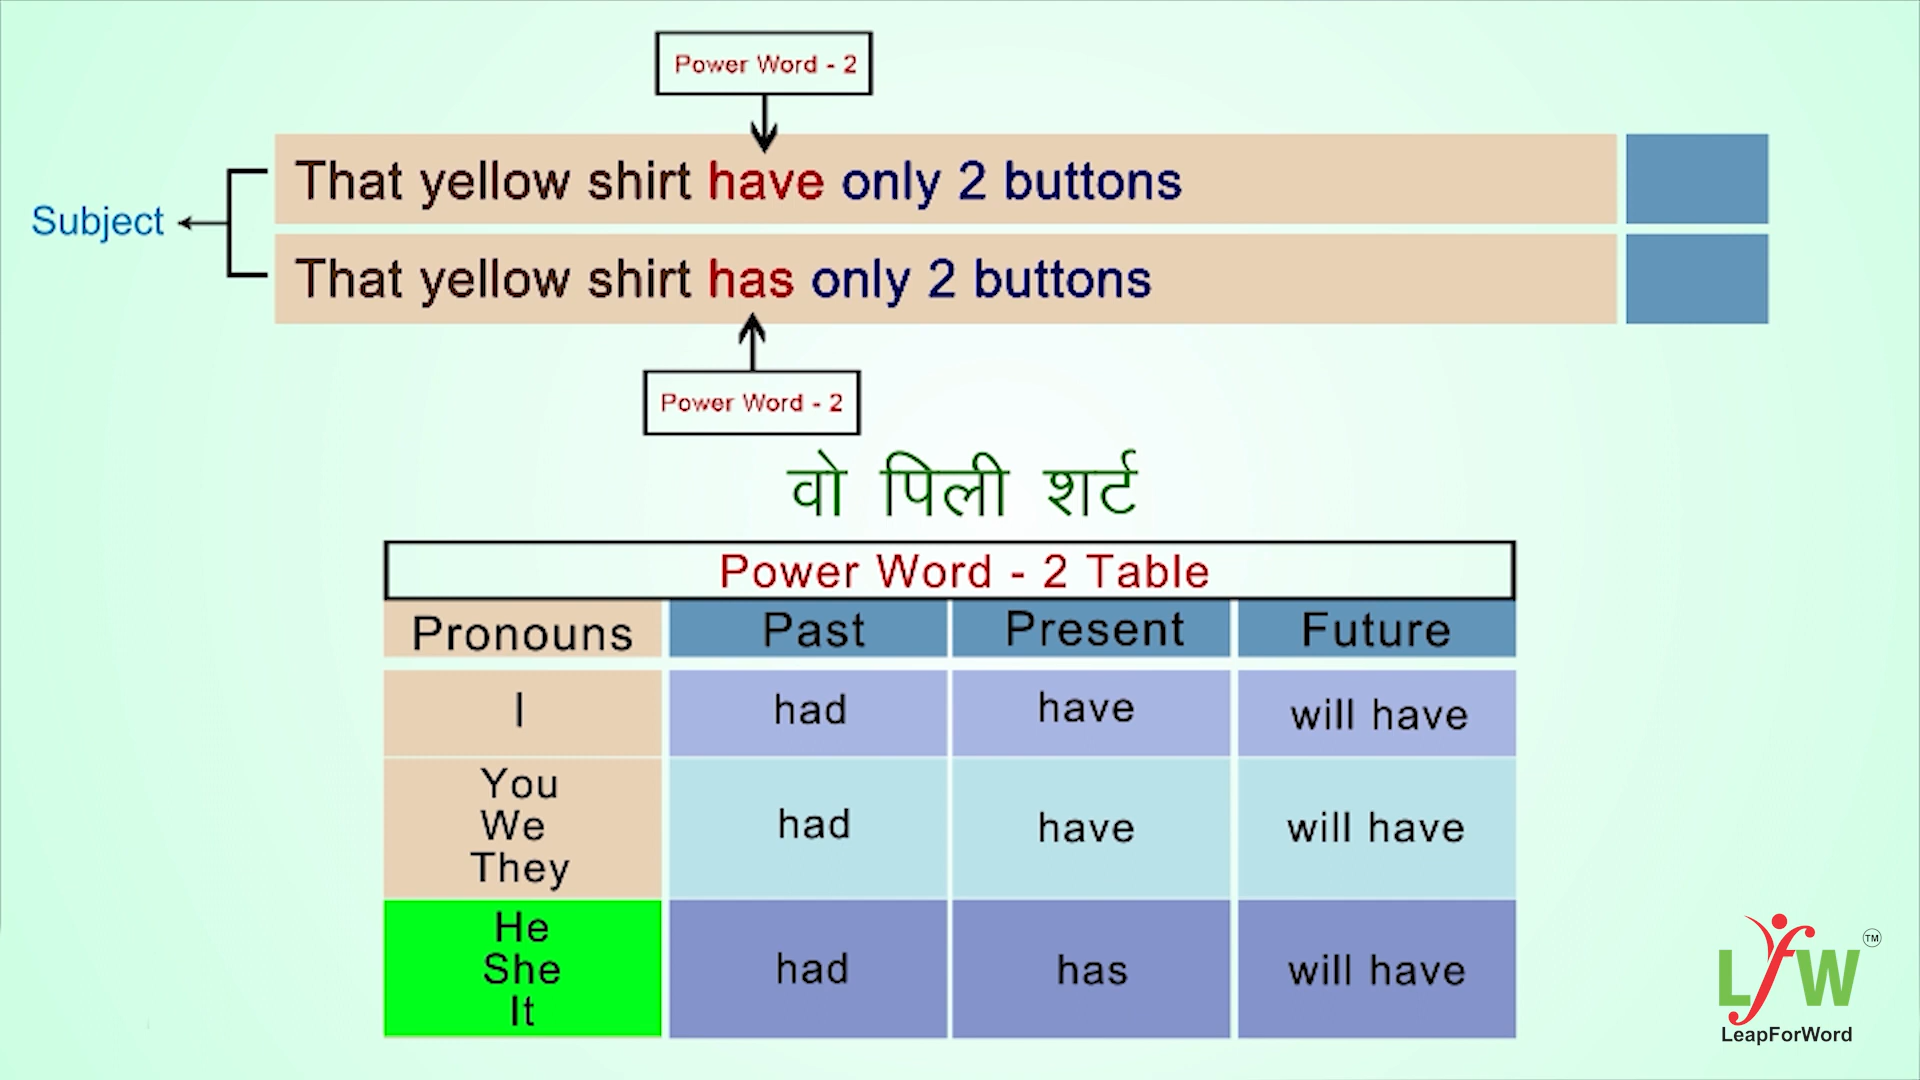 Power Word - 2
That yellow shirt have only 2 buttons
Subject
That yellow shirt has only 2 buttons
Power Word - 2
वो पिली शर्ट
Power Word - 2 Table
Pronouns Past Present Future
I had have will have
You
We had have will have
They
He
She had has will have
It
LfW TM
LeapForWord